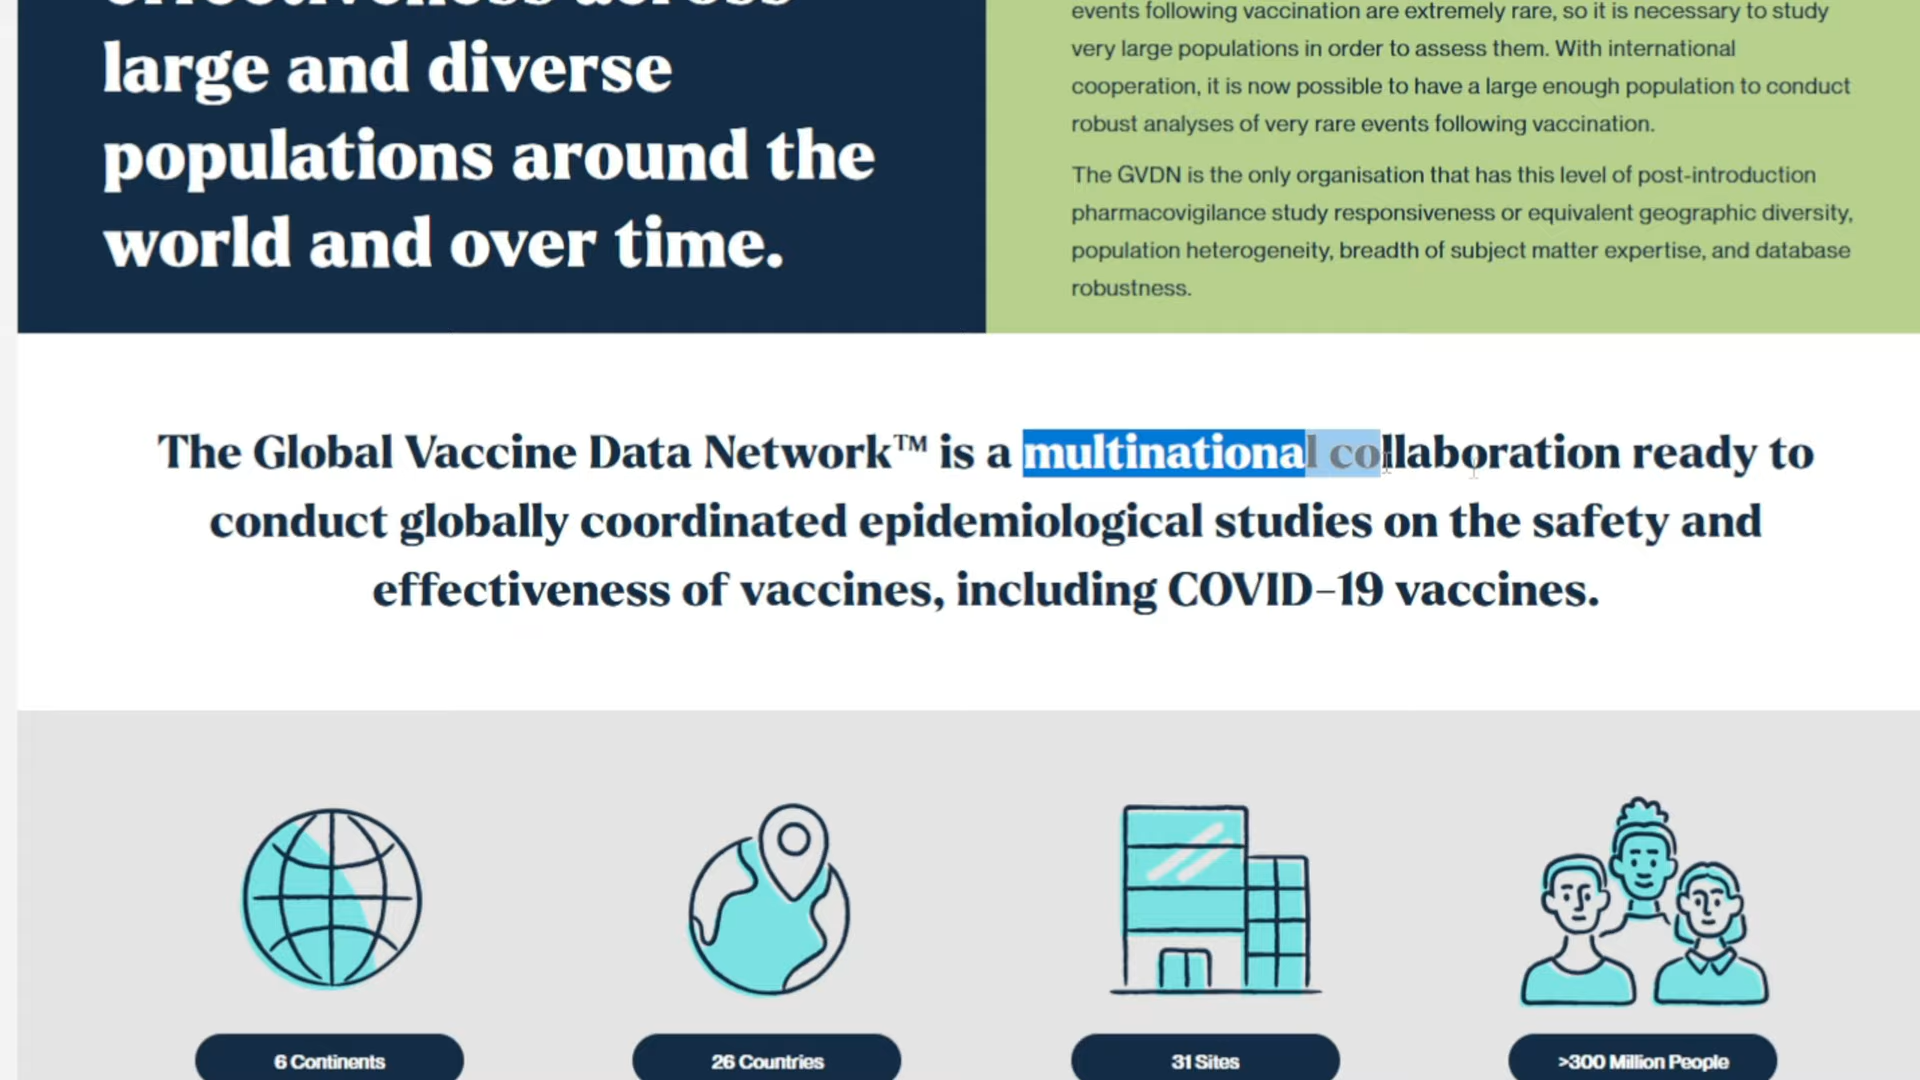 effectiveness across
large and diverse
populations around the
world and over time.
events following vaccination are extremely rare, so it is necessary to study
very large populations in order to assess them. With international
cooperation, it is now possible to have a large enough population to conduct
robust analyses of very rare events following vaccination.
The GVDN is the only organisation that has this level of post-introduction
pharmacovigilance study responsiveness or equivalent geographic diversity,
population heterogeneity, breadth of subject matter expertise, and database
robustness.
The Global Vaccine Data Network™ is a multinational collaboration ready to
conduct globally coordinated epidemiological studies on the safety and
effectiveness of vaccines, including COVID-19 vaccines.
6 Continents
26 Countries
31 Sites
>300 Million People